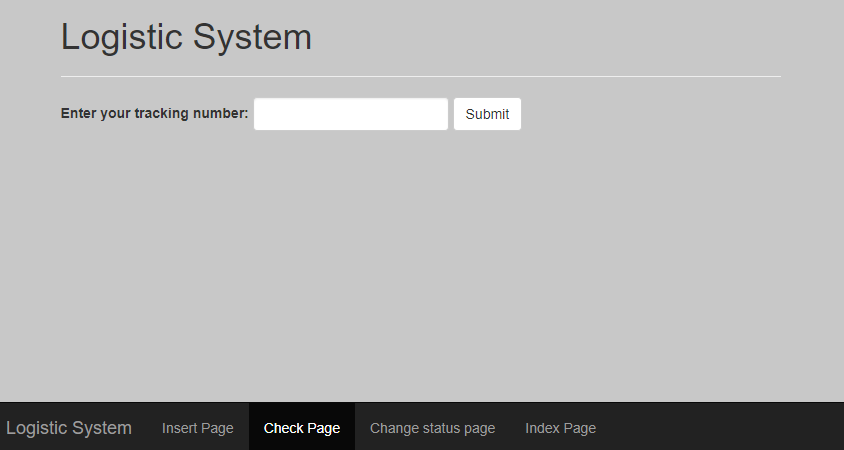 Logistic System
Enter your tracking number: Submit
Logistic System Insert Page Check Page Change status page Index Page